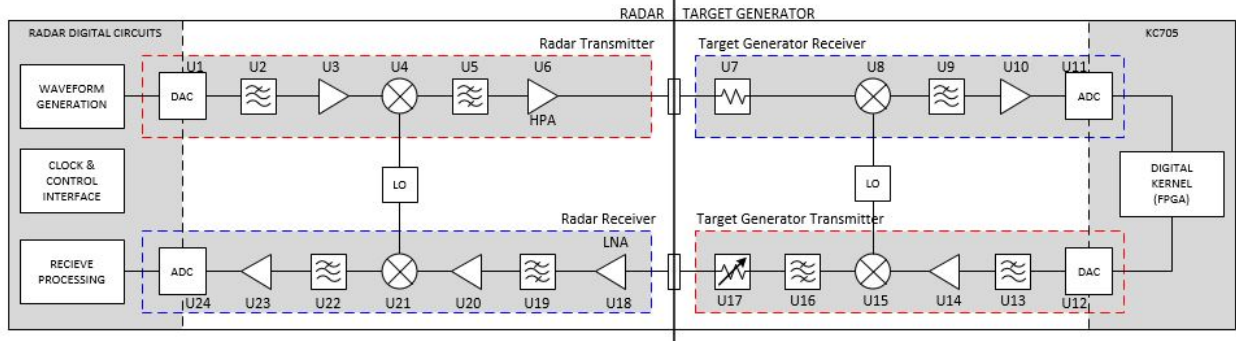 RADAR TARGET GENERATOR
RADAR DIGITAL CIRCUITS
KC705
Radar Transmitter
Target Generator Receiver
U1 U2 U3 U4 U5 U6
U7 U8 U9 U10 U11
WAVEFORM
GENERATION
DAC
HPA
ADC
CLOCK &
CONTROL
INTERFACE
LO
LO
DIGITAL
KERNEL
(FPGA)
Radar Receiver
Target Generator Transmitter
LNA
RECIEVE
PROCESSING
ADC
DAC
U24 U23 U22 U21 U20 U19 U18
U17 U16 U15 U14 U13 U12